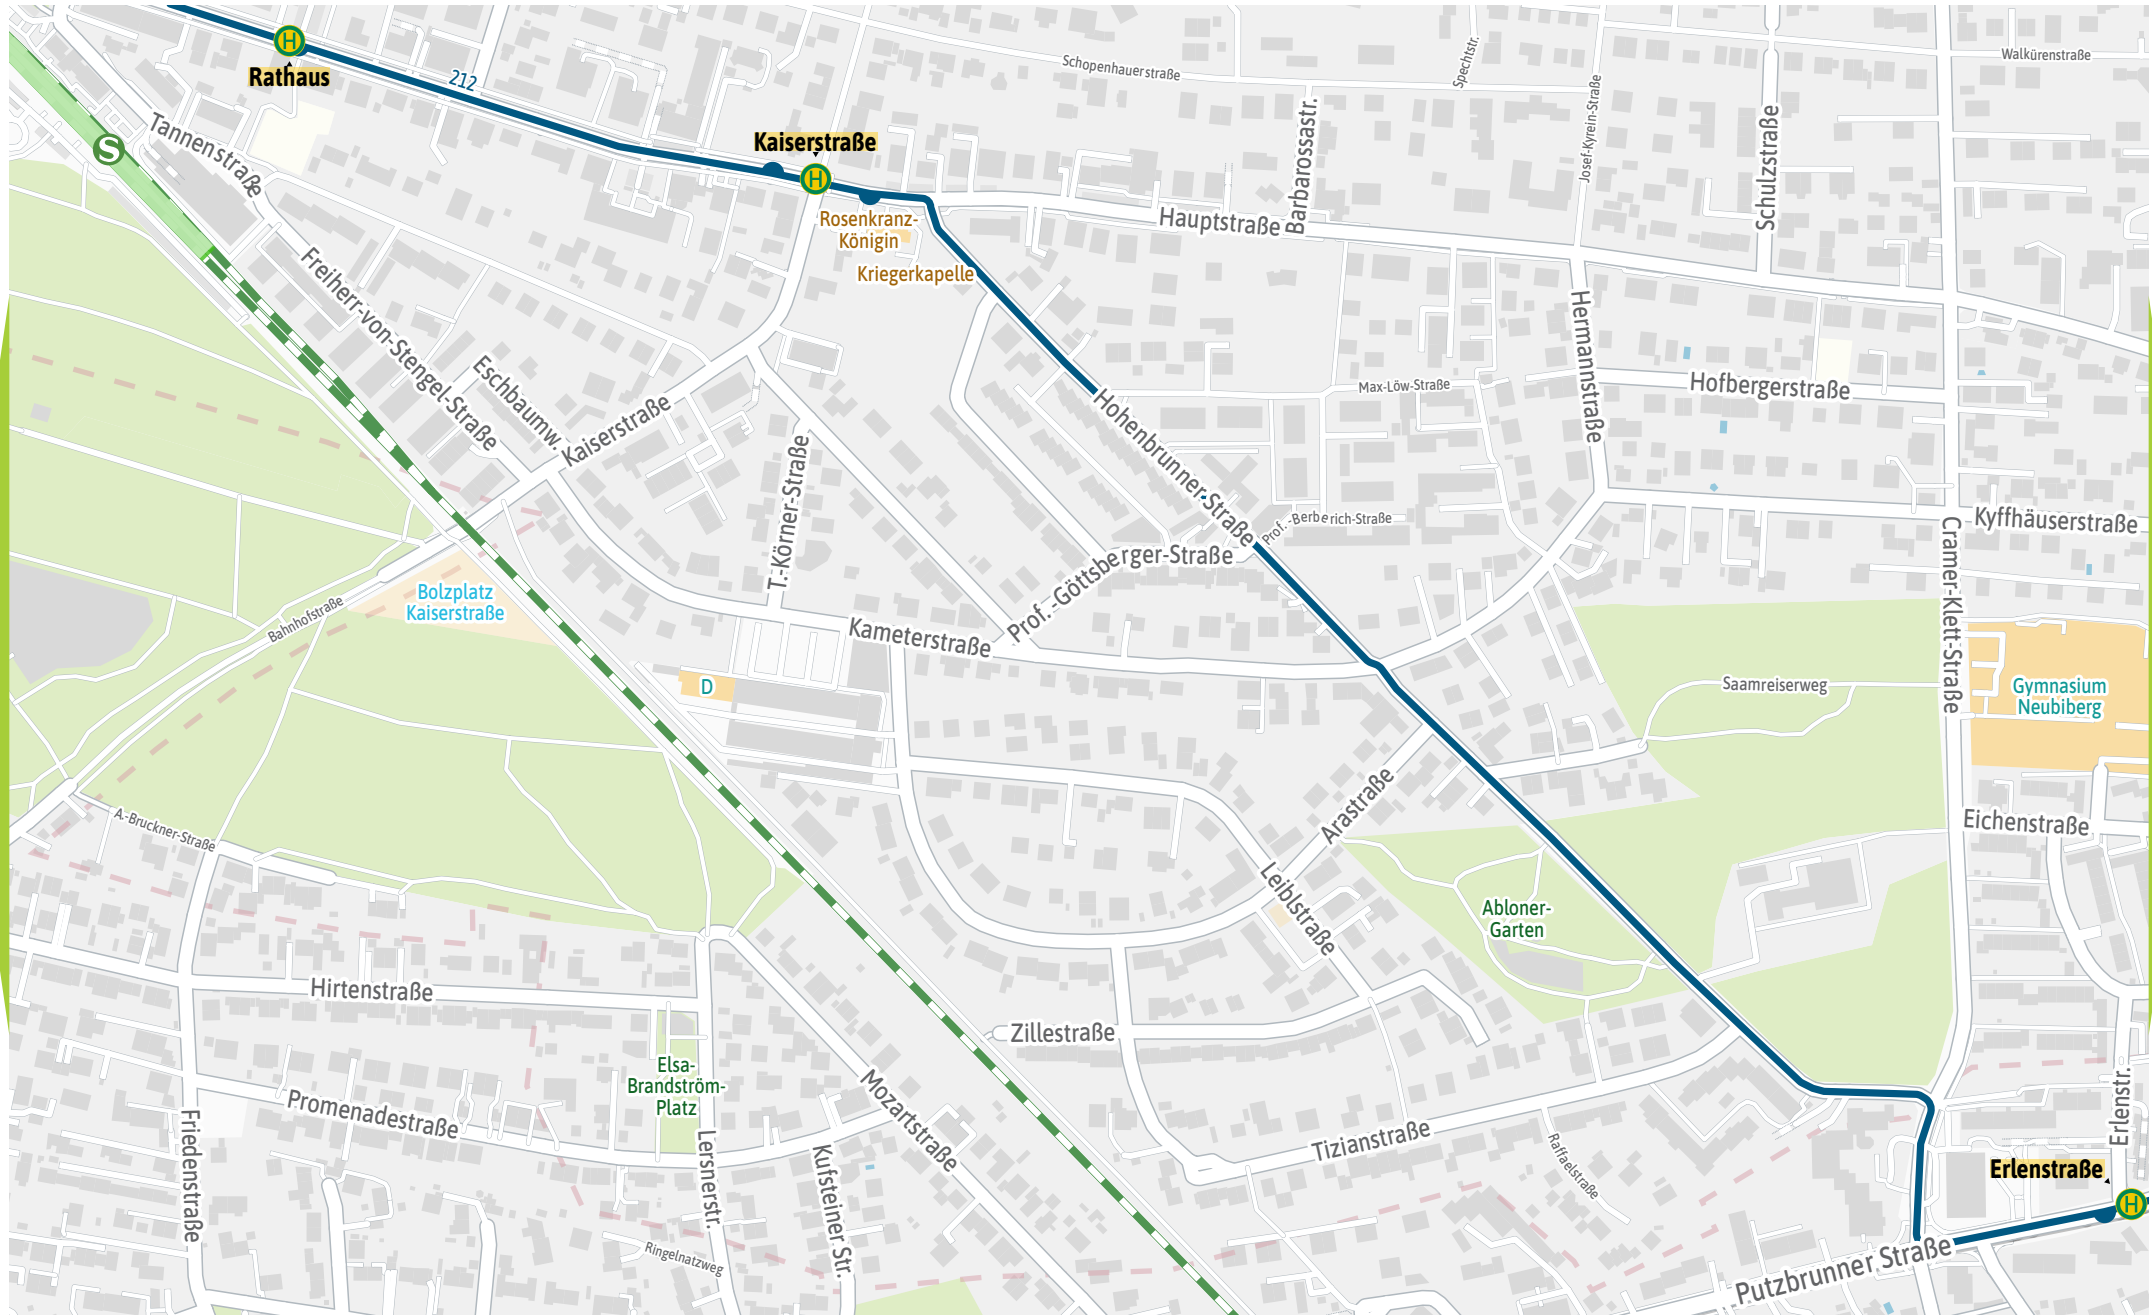 H
Rathaus
212
Schopenhauerstraße
Spechtstr.
Walkürenstraße
S
Tannenstraße
Kaiserstraße
H
Barbarossastr.
Josef-Kyrein-Straße
Schulzstraße
Rosenkranz-
Königin
Hauptstraße
Kriegerkapelle
Freiherr-von-Stengel-Straße
Eschbaumw.
Kaiserstraße
Hermannstraße
Max-Löw-Straße
Hofbergerstraße
Hohenbrunner-Straße
T.-Körner-Straße
Prof.-Berberich-Straße
Kyffhäuserstraße
Cramer-Klett-Straße
Prof.-Göttsberger-Straße
Bolzplatz
Kaiserstraße
Bahnhofstraße
Kameterstraße
D
Saamreiserweg
Gymnasium
Neubiberg
A.-Bruckner-Straße
Arastraße
Eichenstraße
Leiblstraße
Abloner-
Garten
Hirtenstraße
Zillestraße
Elsa-
Brandström-
Platz
Mozartstraße
Promenadestraße
Friedenstraße
Lersnerstr.
Kufsteiner Str.
Tizianstraße
Raffaelstraße
Erlenstr.
Erlenstraße
H
Ringelnatzweg
Putzbrunner Straße